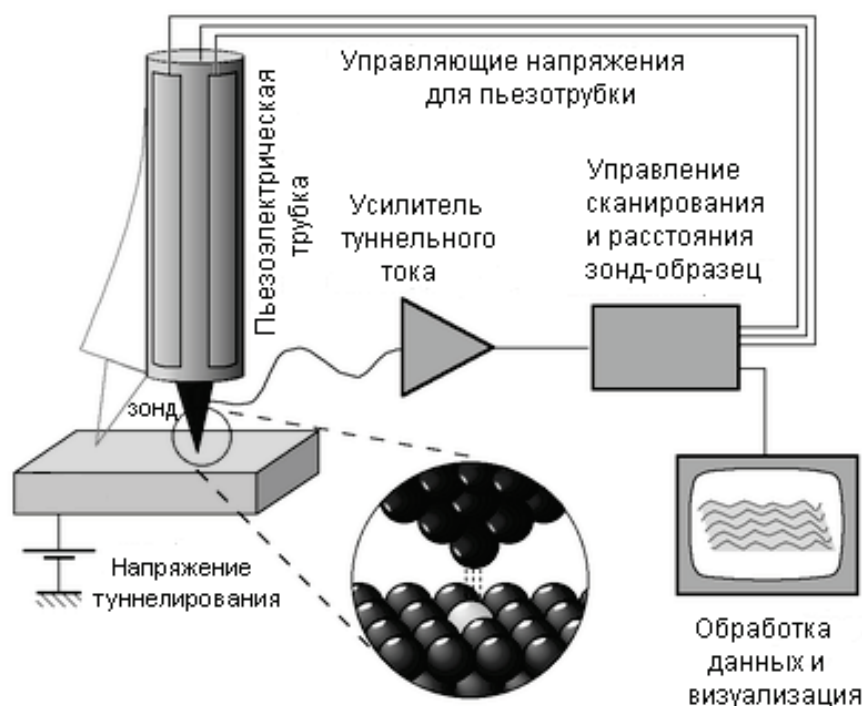 Управляющие напряжения
для пьезотрубки
Пьезоэлектрическая
трубка
Усилитель
туннельного
тока
Управление
сканирования
и расстояния
зонд-образец
зонд
Напряжение
туннелирования
Обработка
данных и
визуализация